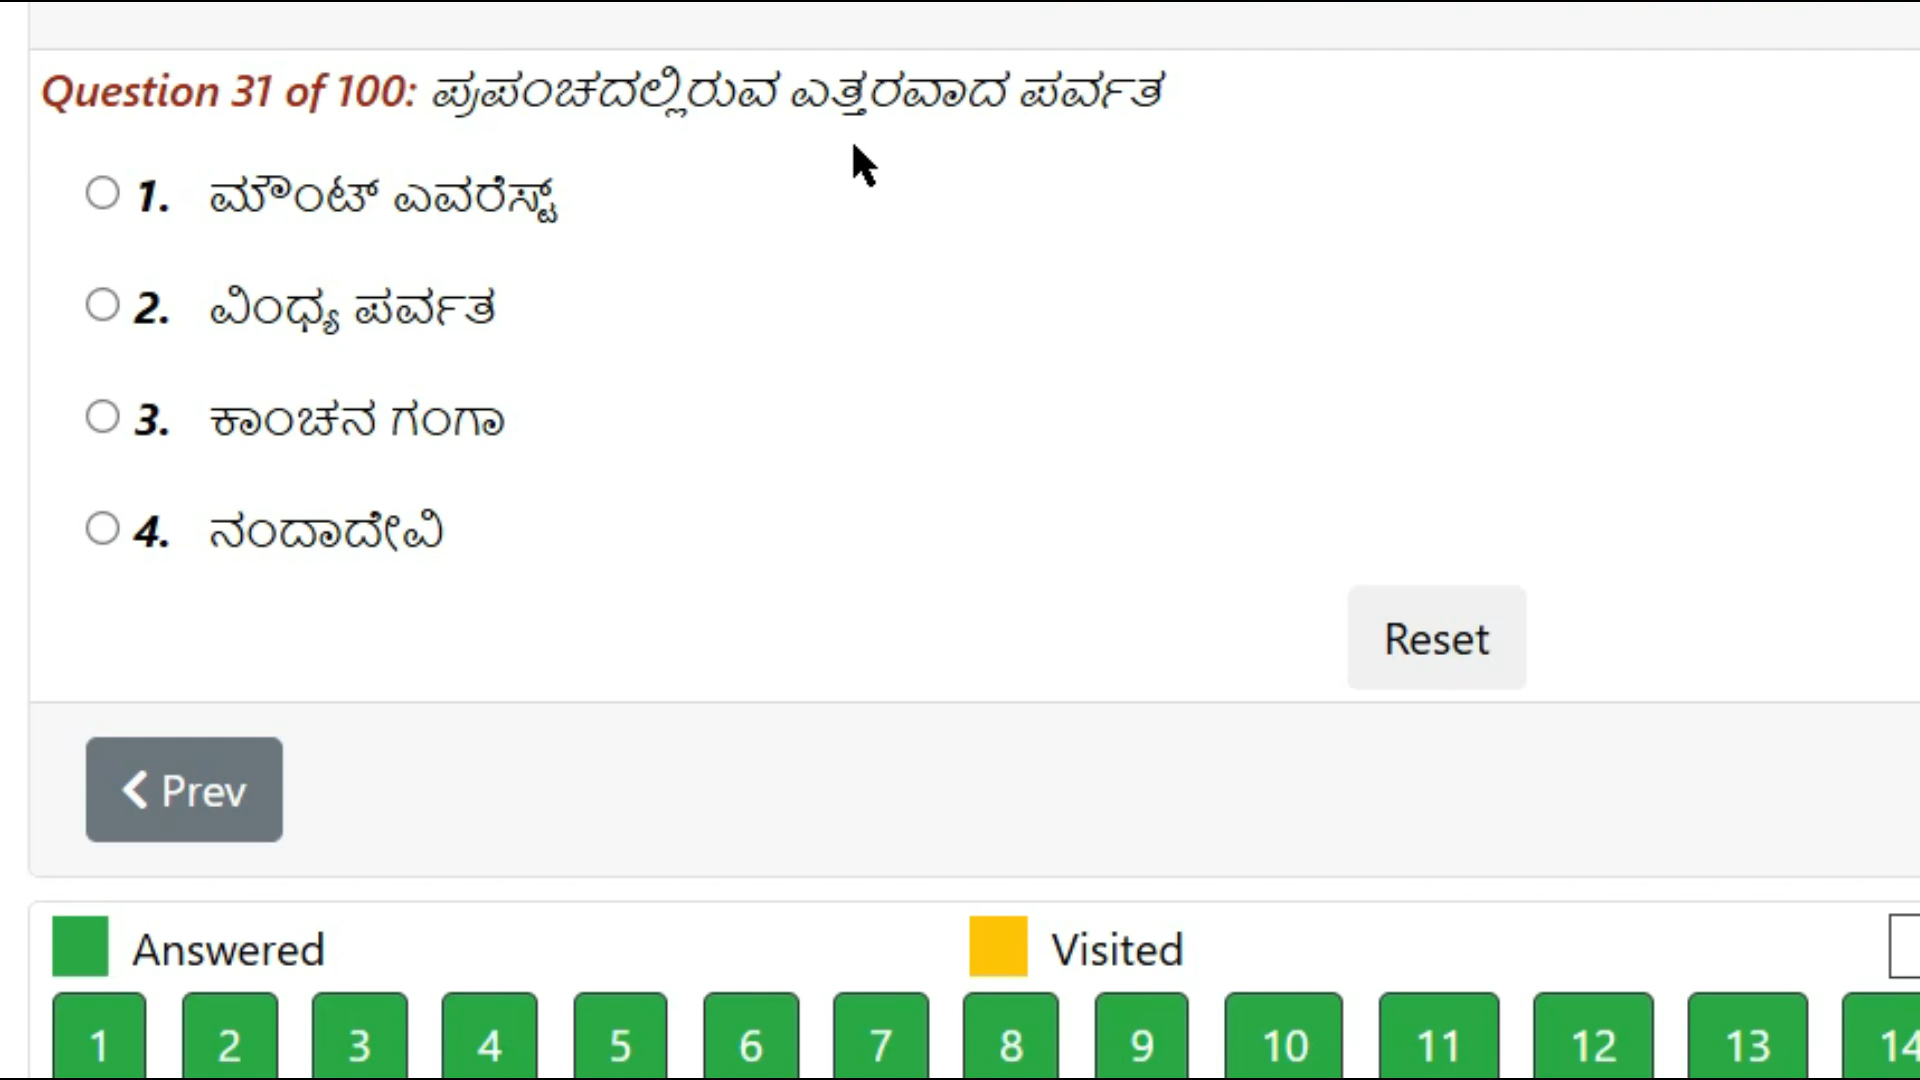 Question 31 of 100: ಪ್ರಪಂಚದಲ್ಲಿರುವ ಎತ್ತರವಾದ ಪರ್ವತ
1. ಮೌಂಟ್ ಎವರೆಸ್ಟ್
2. ವಿಂಧ್ಯ ಪರ್ವತ
3. ಕಾಂಚನ ಗಂಗಾ
4. ನಂದಾದೇವಿ
Reset
Prev
Answered Visited
1 2 3 4 5 6 7 8 9 10 11 12 13 14